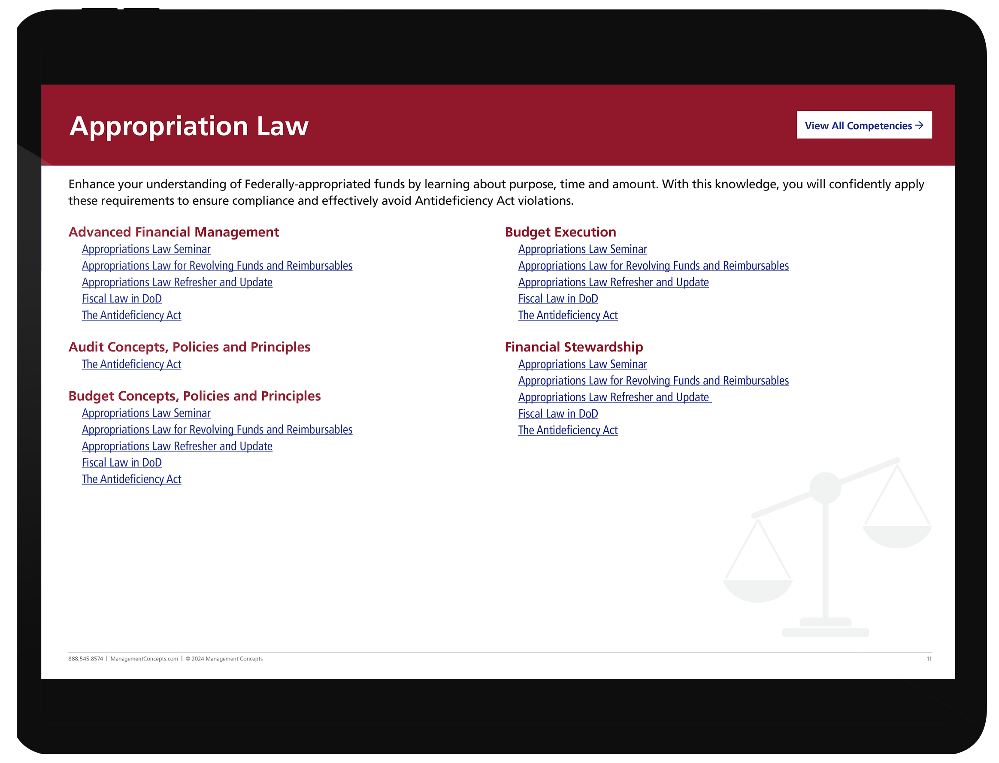 Appropriation Law
View All Competencies →
Enhance your understanding of Federally-appropriated funds by learning about purpose, time and amount. With this knowledge, you will confidently apply
these requirements to ensure compliance and effectively avoid Antideficiency Act violations.
Advanced Financial Management
Appropriations Law Seminar
Appropriations Law for Revolving Funds and Reimbursables
Appropriations Law Refresher and Update
Fiscal Law in DoD
The Antideficiency Act
Audit Concepts, Policies and Principles
The Antideficiency Act
Budget Concepts, Policies and Principles
Appropriations Law Seminar
Appropriations Law for Revolving Funds and Reimbursables
Appropriations Law Refresher and Update
Fiscal Law in DoD
The Antideficiency Act
Budget Execution
Appropriations Law Seminar
Appropriations Law for Revolving Funds and Reimbursables
Appropriations Law Refresher and Update
Fiscal Law in DoD
The Antideficiency Act
Financial Stewardship
Appropriations Law Seminar
Appropriations Law for Revolving Funds and Reimbursables
Appropriations Law Refresher and Update
Fiscal Law in DoD
The Antideficiency Act
888.545.8574 | ManagementConcepts.com | © 2024 Management Concepts
11